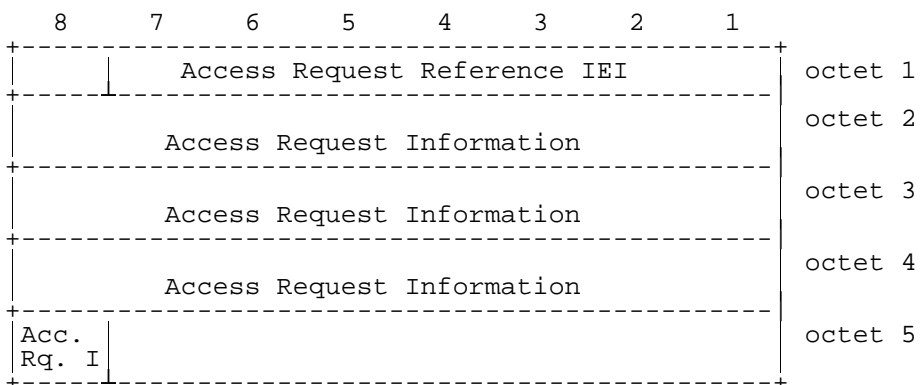 8 7 6 5 4 3 2 1
Access Request Reference IEI octet 1
octet 2
Access Request Information
octet 3
Access Request Information
octet 4
Access Request Information
Acc. octet 5
Rq. I